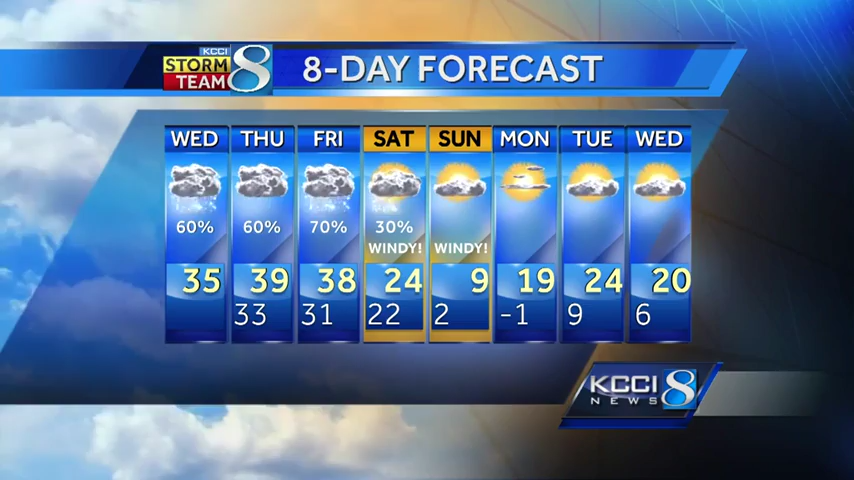 KCCI
STORM
TEAM 8
8-DAY FORECAST
WED THU FRI SAT SUN MON TUE WED
60% 60% 70% 30%
WINDY! WINDY!
35 39 38 24 9 19 24 20
33 31 22 2 -1 9 6
KCCI 8
NEWS